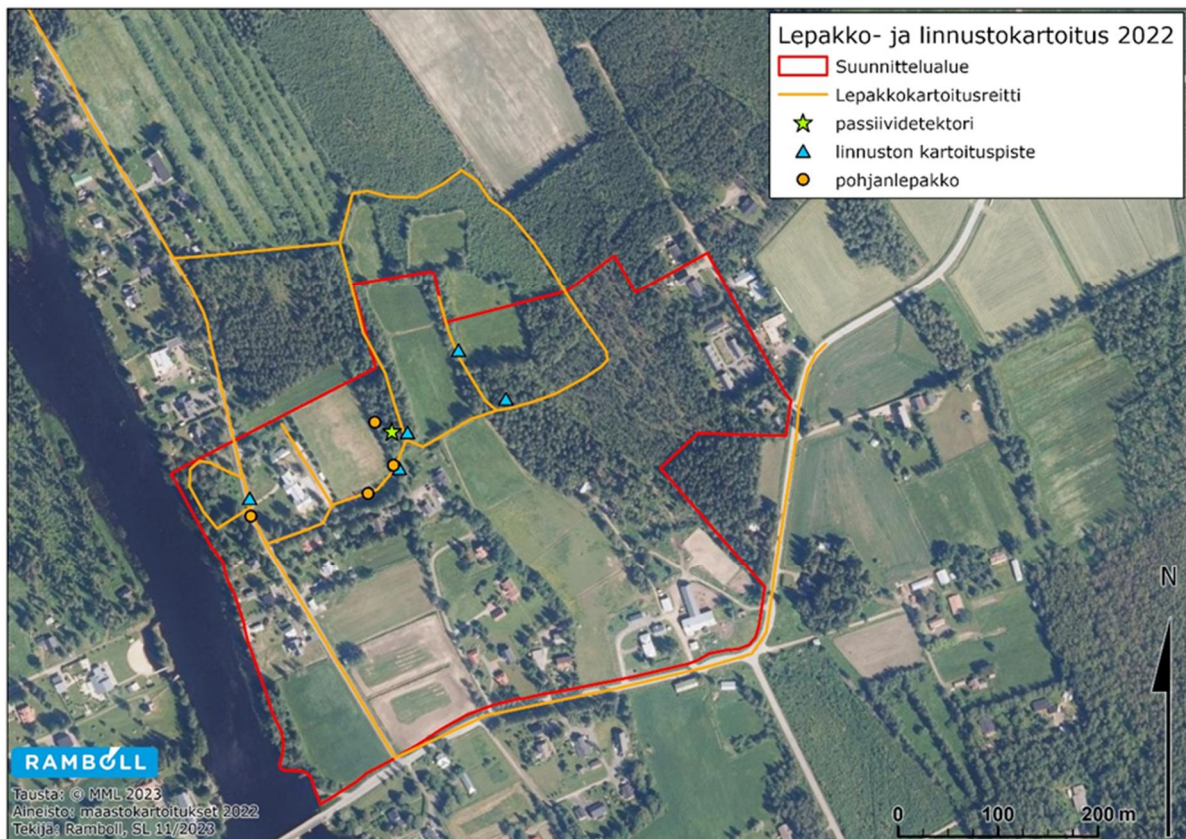 Lepakko- ja linnustokartoitus 2022
Suunnittelualue
Lepakkokartoitusreitti
passiividetektori
linnuston kartoituspiste
pohjanlepakko
N
RAMBOLL
Tausta: © MML 2023
Aineisto: maastokartoitukset 2022
Tekijä: Ramboll, SL 11/2023
0 100 200 m